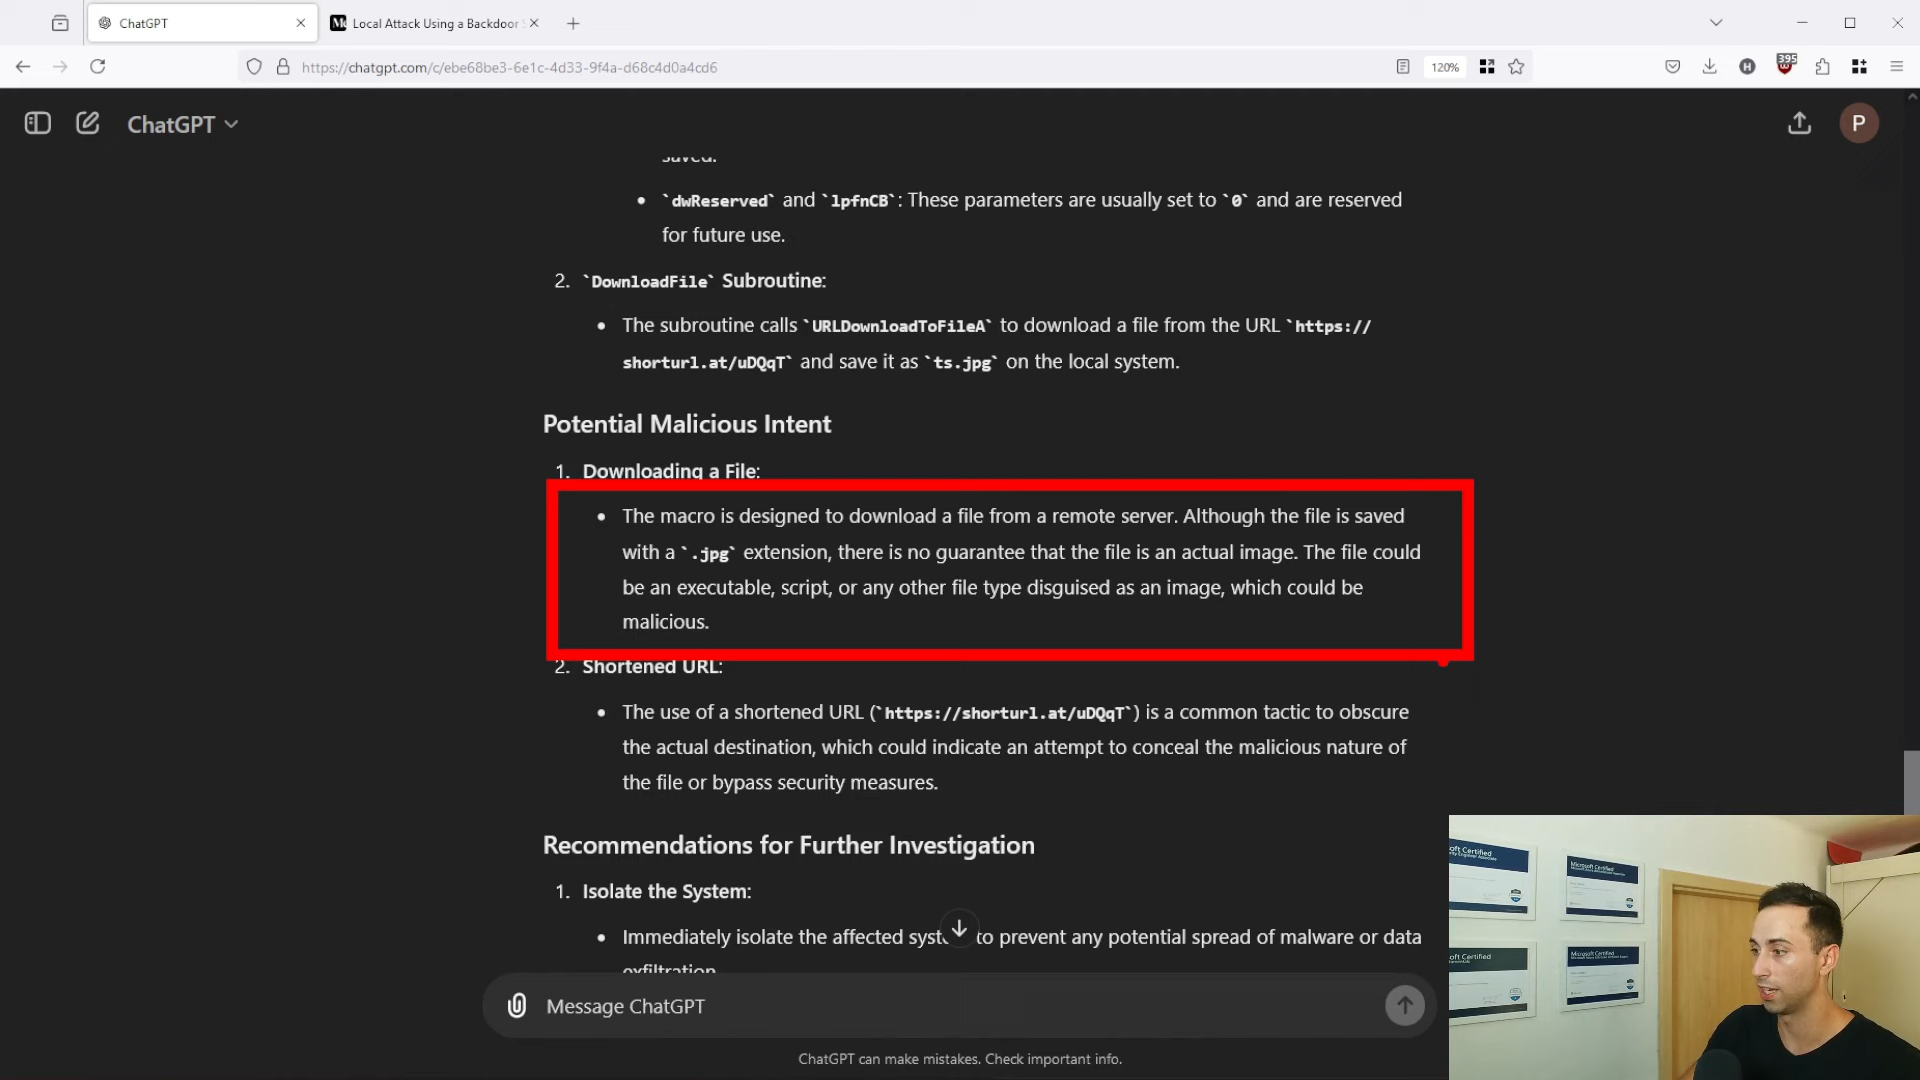 ChatGPT
Local Attack Using a Backdoor
https://chatgpt.com/c/ebe68be3-6e1c-4d33-9f4a-d68c4d0a4cd6
120%
395
ChatGPT
P
saved.
• `dwReserved` and `lpfnCB`: These parameters are usually set to `0` and are reserved
for future use.
2. `DownloadFile` Subroutine:
• The subroutine calls `URLDownloadToFileA` to download a file from the URL `https://
shorturl.at/uDQqT` and save it as `ts.jpg` on the local system.
Potential Malicious Intent
1. Downloading a File:
• The macro is designed to download a file from a remote server. Although the file is saved
with a `.jpg` extension, there is no guarantee that the file is an actual image. The file could
be an executable, script, or any other file type disguised as an image, which could be
malicious.
2. Shortened URL:
• The use of a shortened URL (`https://shorturl.at/uDQqT`) is a common tactic to obscure
the actual destination, which could indicate an attempt to conceal the malicious nature of
the file or bypass security measures.
Recommendations for Further Investigation
1. Isolate the System:
• Immediately isolate the affected to prevent any potential spread of malware or data
exfiltration
Message ChatGPT
ChatGPT can make mistakes. Check important info.
Microsoft Certified
Microsoft Certified